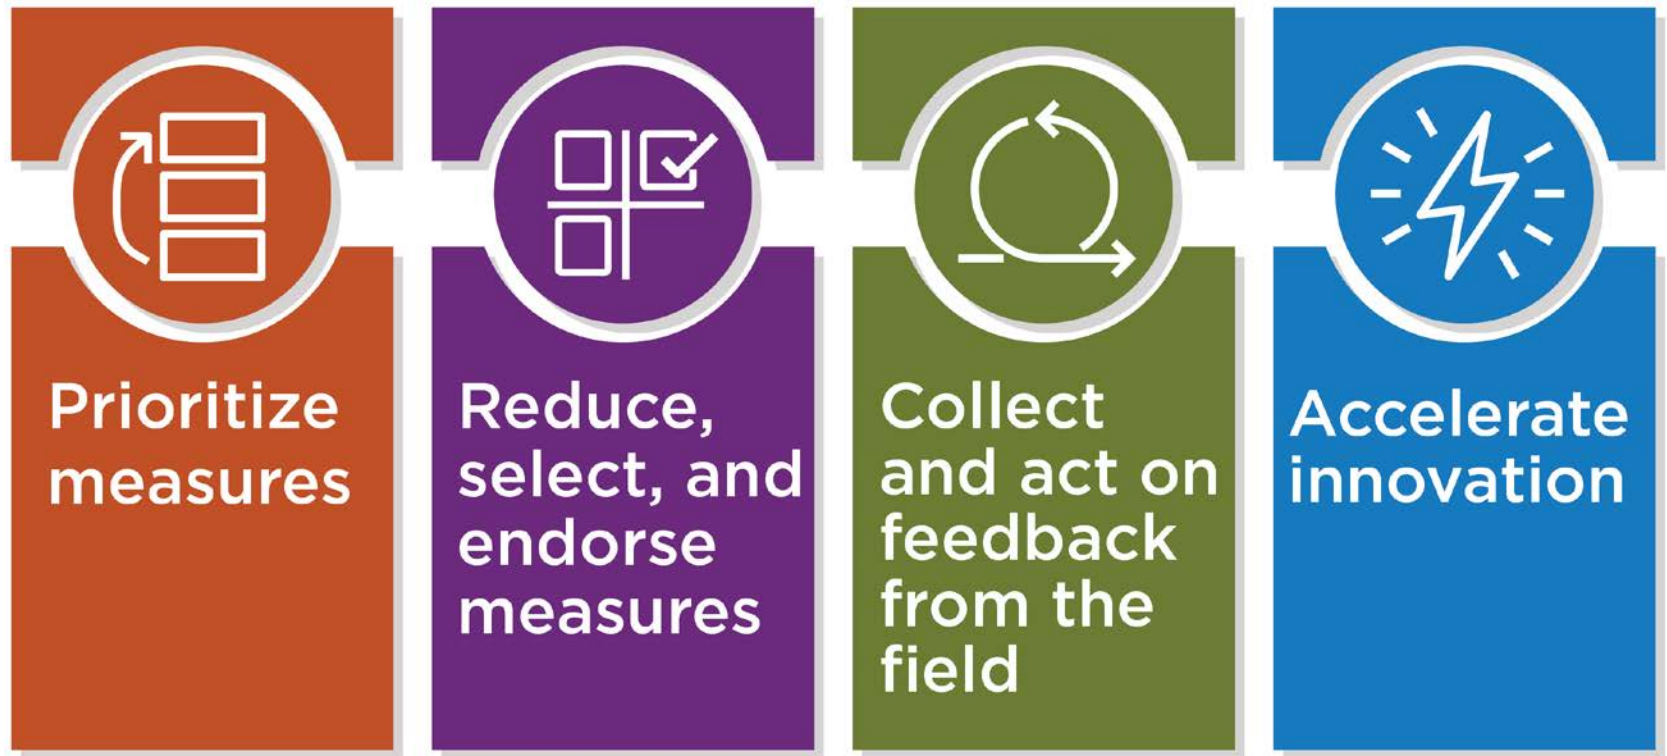 Prioritize
measures
Reduce,
select, and
endorse
measures
Collect
and act on
feedback
from the
field
Accelerate
innovation